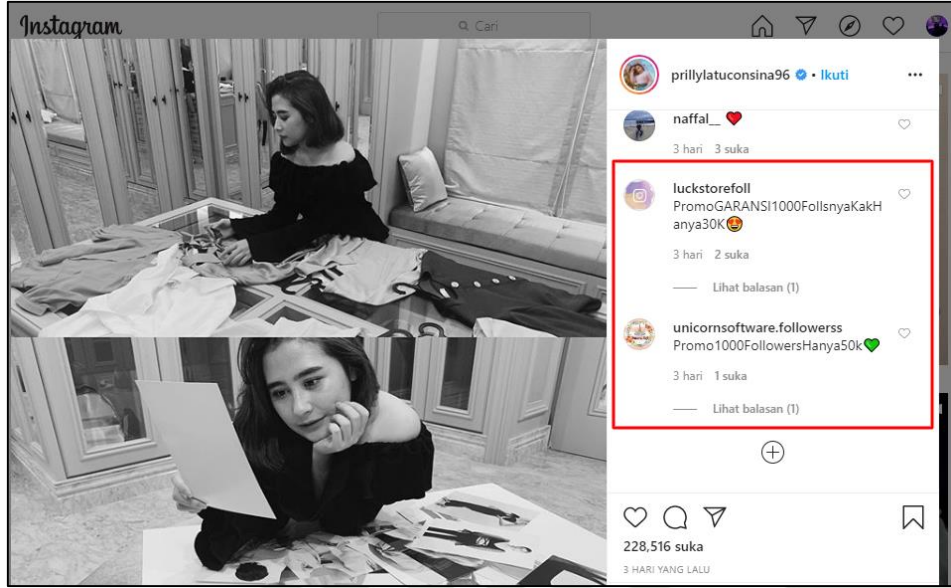 Instagram
Cari
prillylatuconsina96 • Ikuti
naffal__ ❤️
3 hari 3 suka
luckstorefoll
PromoGARANSI1000FollsnyaKakH
anya30K🤩
3 hari 2 suka
Lihat balasan (1)
unicornsoftware.followerss
Promo1000FollowersHanya50k💚
3 hari 1 suka
Lihat balasan (1)
228,516 suka
3 HARI YANG LALU